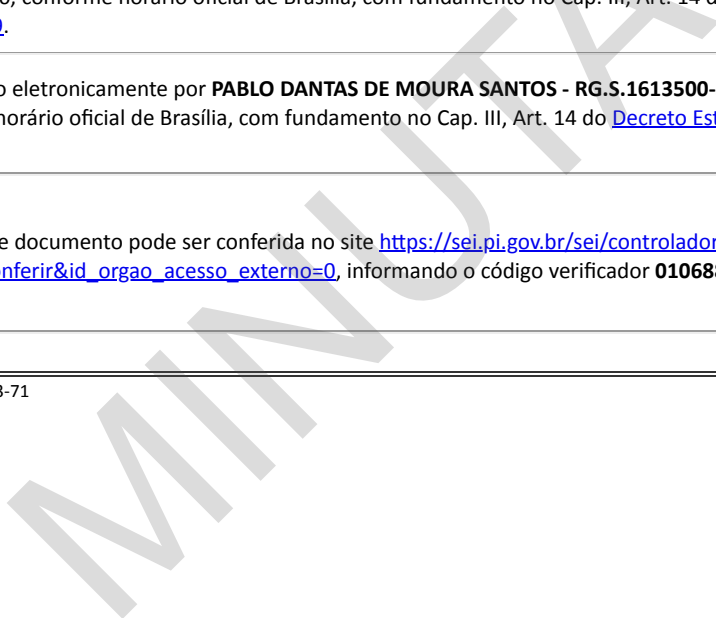 , conforme horário oficial de Brasília, com fundamento no Cap. III, Art. 14 d
o eletronicamente por PABLO DANTAS DE MOURA SANTOS - RG.S.1613500-
horário oficial de Brasília, com fundamento no Cap. III, Art. 14 do Decreto Est
e documento pode ser conferida no site https://sei.pi.gov.br/sei/controlador
nferir&id_orgao_acesso_externo=0, informando o código verificador 01068
3-71
MINUTA